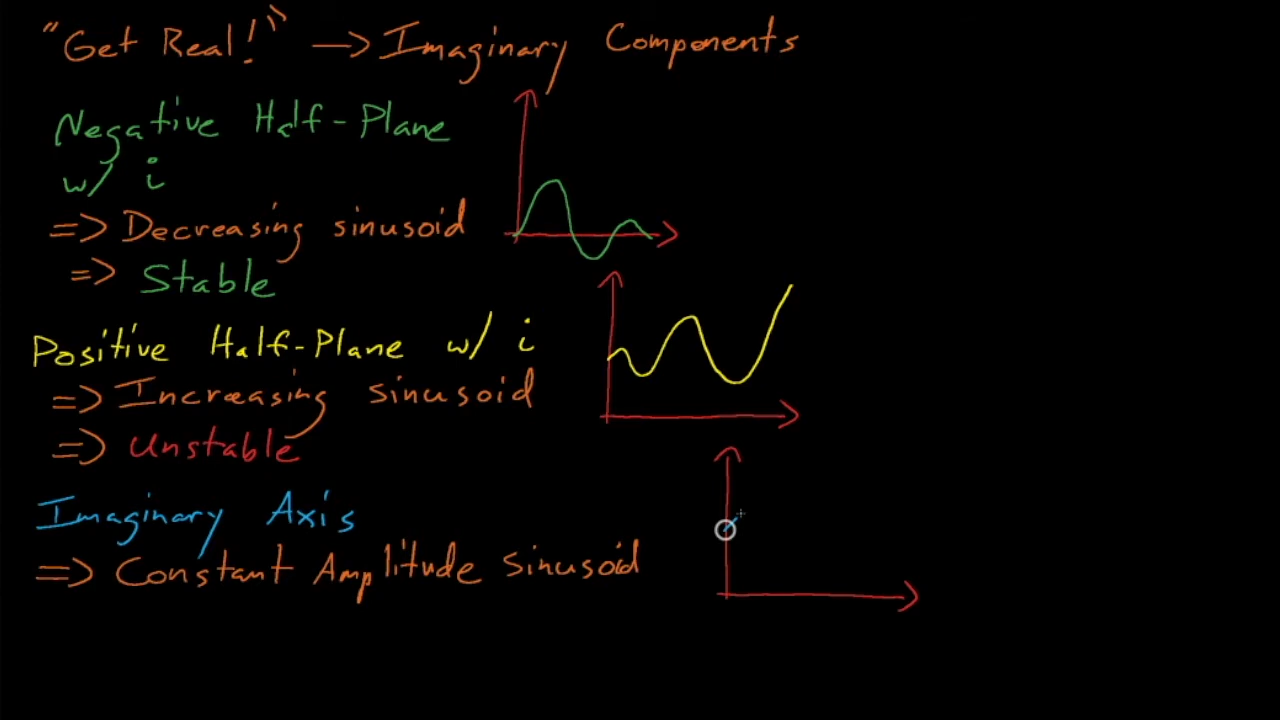 "Get Real!" → Imaginary Components
Negative Half-Plane
w/ i
⇒ Decreasing sinusoid
⇒ Stable
Positive Half-Plane w/ i
⇒ Increasing sinusoid
⇒ Unstable
Imaginary Axis
⇒ Constant Amplitude sinusoid